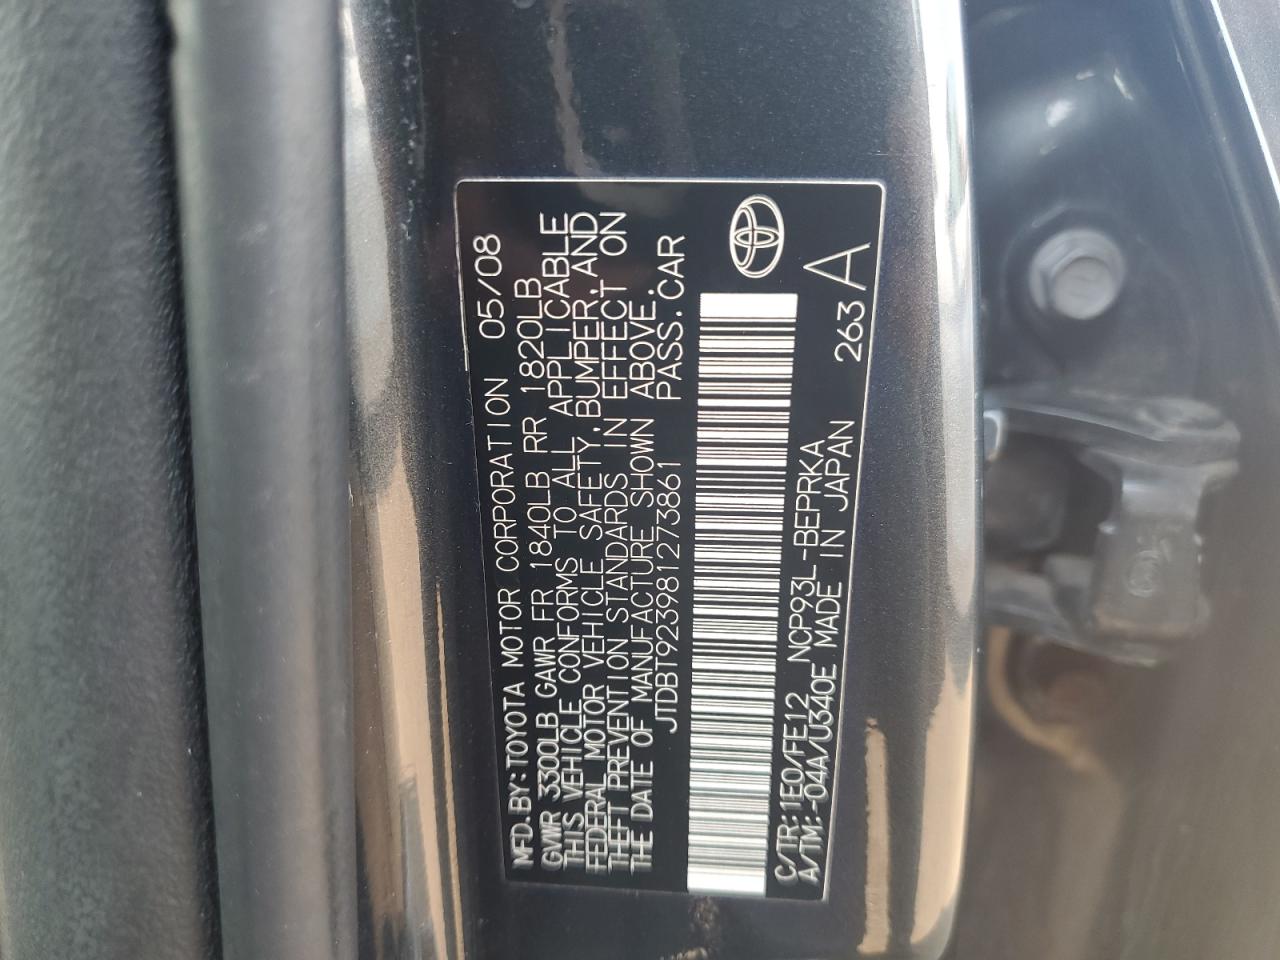 MFD.BY:TOYOTA MOTOR CORPORATION 05/08
GVWR 3300LB GAWR FR 1840LB RR 1820LB
THIS VEHICLE CONFORMS TO ALL APPLICABLE
FEDERAL MOTOR VEHICLE SAFETY,BUMPER,AND
THEFT PREVENTION STANDARDS IN EFFECT ON
THE DATE OF MANUFACTURE SHOWN ABOVE.
JTDBT923981273861 PASS.CAR
C/TR:1E0/FE12 NCP93L-BEPRKA 263 A
A/TM:-04A/U340E MADE IN JAPAN